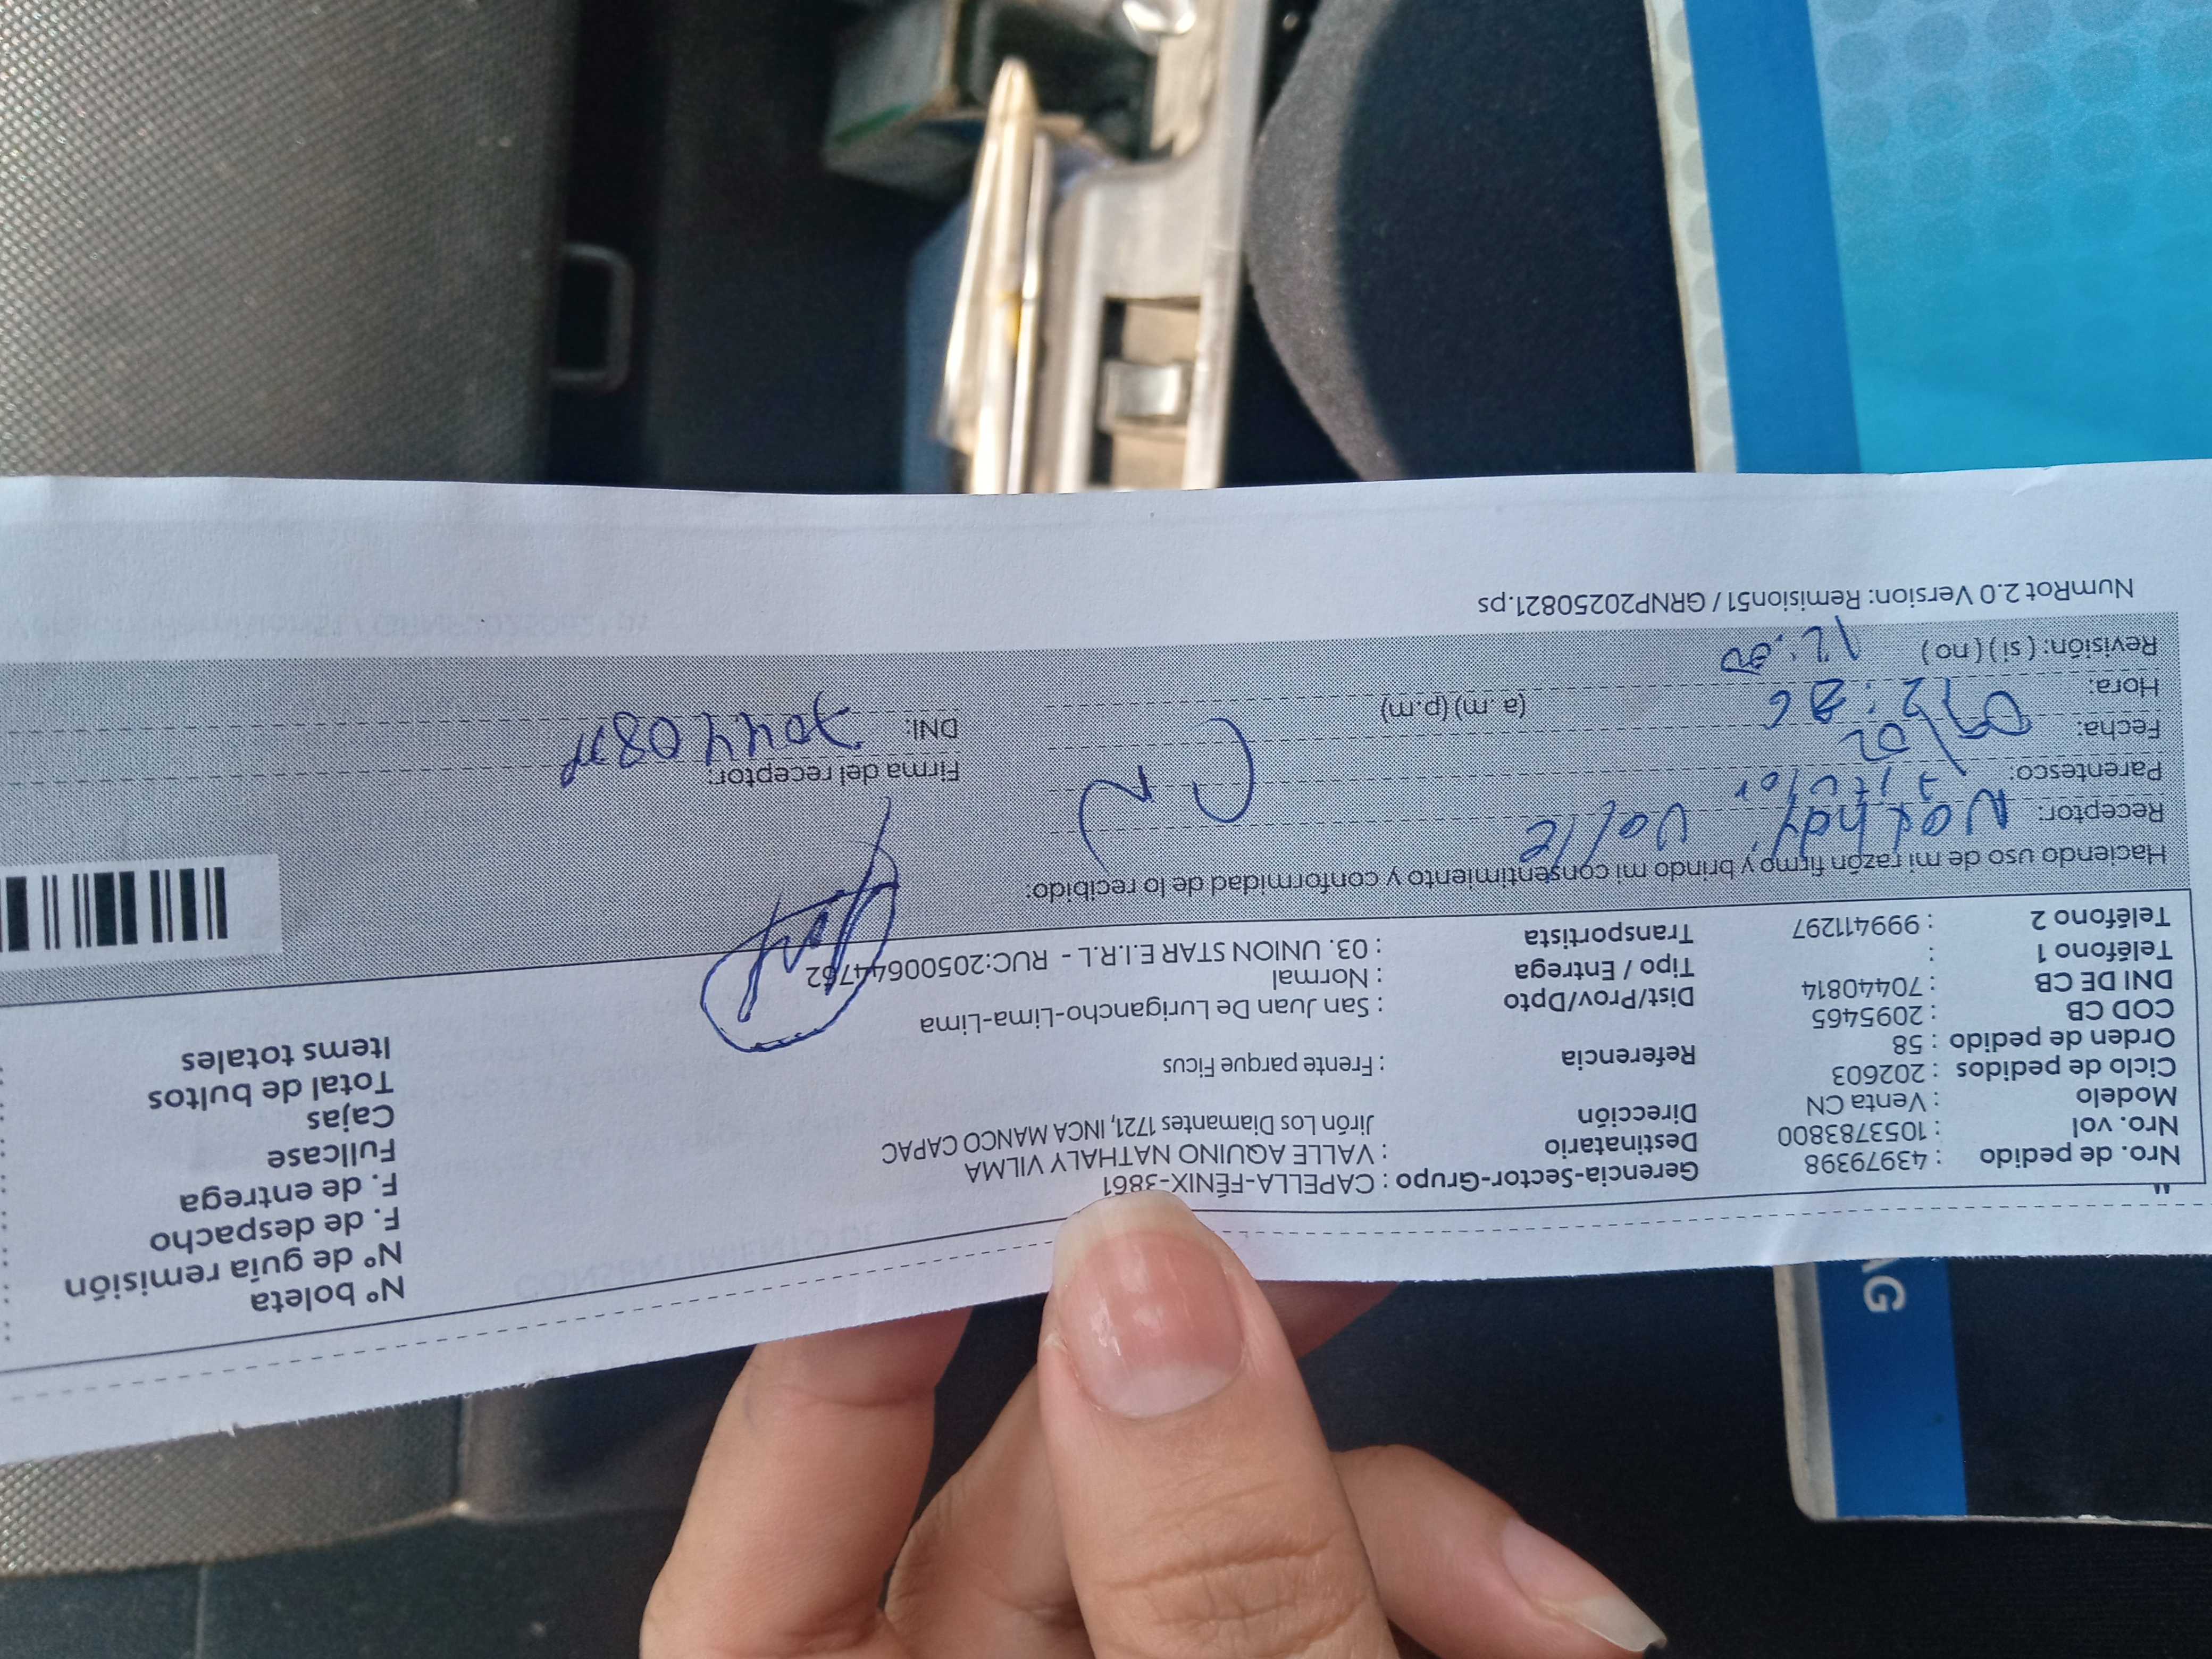 Nº boleta
Nº de guía remisión
F. de despacho
F. de entrega
Fullcase
Cajas
Total de bultos
Items totales
Nro. de pedido : 43979398
Nro. vol : 1053783800
Modelo : Venta CN
Ciclo de pedidos : 202603
Orden de pedido : 58
COD CB : 2095465
DNI DE CB : 70440814
Teléfono 1 :
Teléfono 2 : 999411297
Gerencia-Sector-Grupo : CAPELLA-FÉNIX-3861
Destinatario : VALLE AQUINO NATHALY VILMA
Dirección Jirón Los Diamantes 1721, INCA MANCO CAPAC
Referencia : Frente parque Ficus
Dist/Prov/Dpto : San Juan De Lurigancho-Lima-Lima
Tipo / Entrega : Normal
Transportista : 03. UNION STAR E.I.R.L - RUC:20500644762
Haciendo uso de mi razón firmo y brindo mi consentimiento y conformidad de lo recibido:
Receptor: Valle
Parentesco: Titular
Fecha:
Hora: (a.m) (p.m)
Revisión: ( si ) ( no ) 12:00
Firma del receptor:
DNI:
NumRot 2.0 Version: Remision51 / GRNP20250821.ps
AG